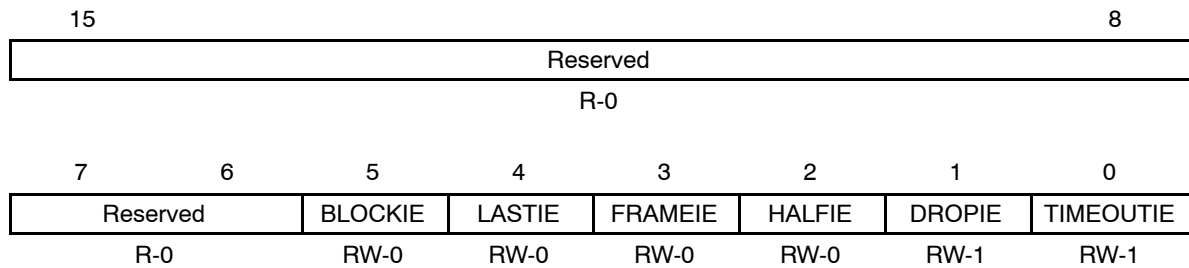 15 8
Reserved
R-0
7 6 5 4 3 2 1 0
Reserved BLOCKIE LASTIE FRAMEIE HALFIE DROPIE TIMEOUTIE
R-0 RW-0 RW-0 RW-0 RW-0 RW-1 RW-1